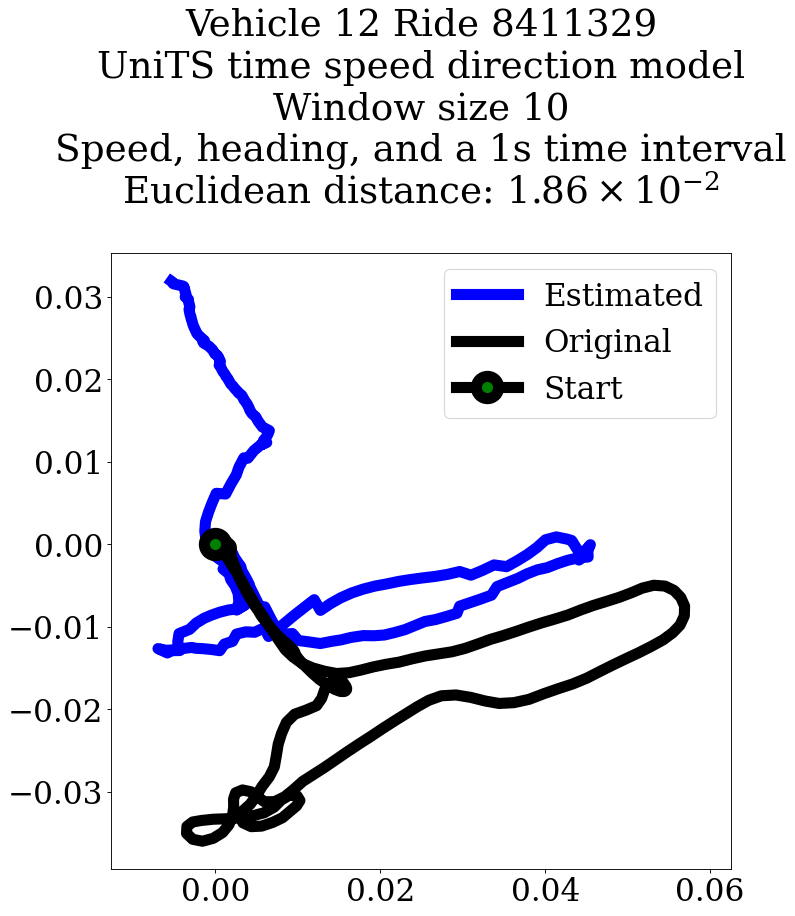 Vehicle 12 Ride 8411329
UniTS time speed direction model
Window size 10
Speed, heading, and a 1s time interval
Euclidean distance: 1.86 × 10⁻²
Estimated
Original
Start
0.03
0.02
0.01
0.00
−0.01
−0.02
−0.03
0.00 0.02 0.04 0.06